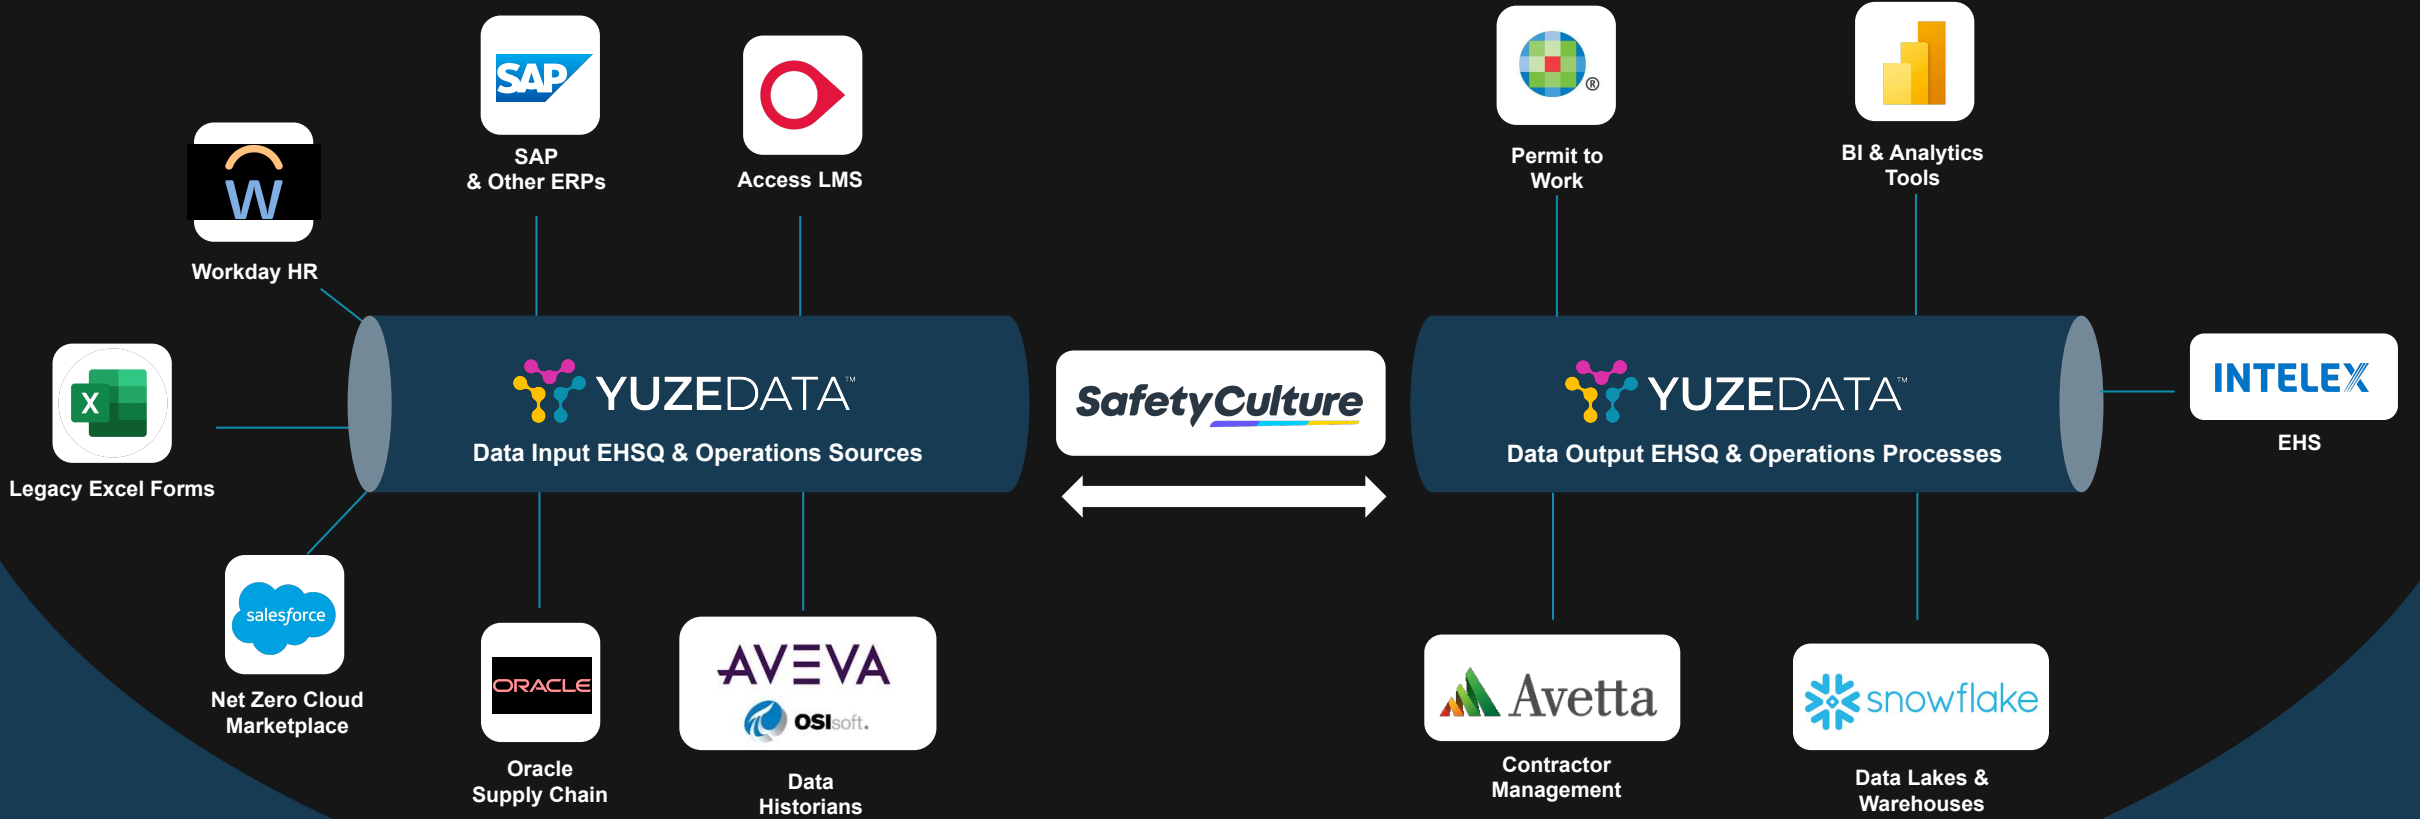 SAP
SAP
& Other ERPs
Access LMS
W
Workday HR
X
Legacy Excel Forms
salesforce
Net Zero Cloud
Marketplace
ORACLE
Oracle
Supply Chain
AVEVA
OSIsoft.
Data
Historians
YUZEDATA™
Data Input EHSQ & Operations Sources
SafetyCulture
®
Permit to
Work
BI & Analytics
Tools
YUZEDATA™
Data Output EHSQ & Operations Processes
INTELEX
EHS
Avetta
Contractor
Management
snowflake
Data Lakes &
Warehouses